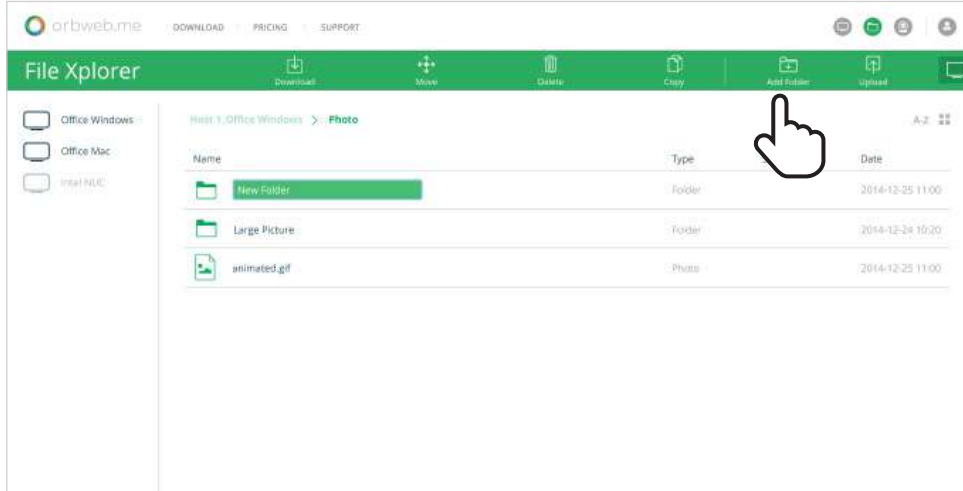 orbweb.me DOWNLOAD PRICING SUPPORT
File Xplorer Download Move Delete Copy Add Folder Upload
Office Windows Host 1,Office Windows > Photo A-Z
Office Mac
Name Type Date
Intel NUC
New Folder Folder 2014-12-25 11:00
Large Picture Folder 2014-12-24 10:20
animated.gif Photo 2014-12-25 11:00